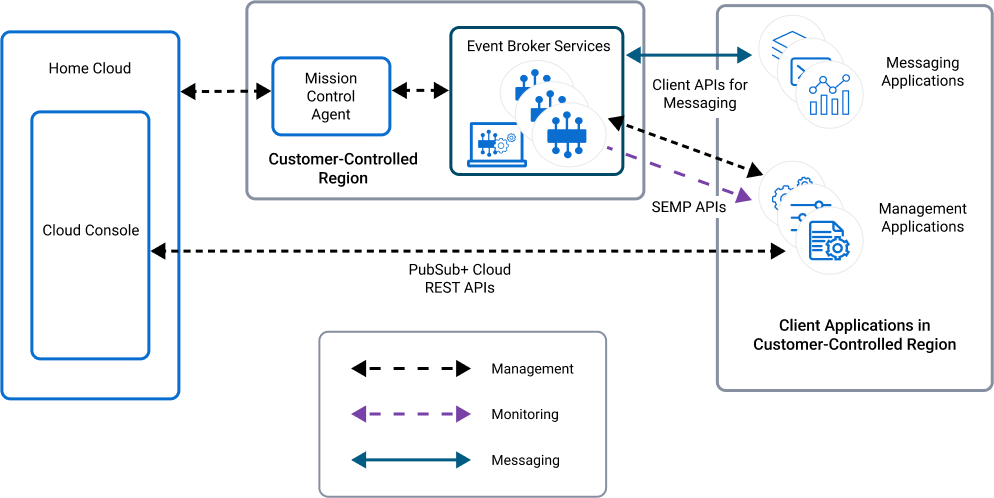 Home Cloud
Cloud Console
Mission
Control
Agent
Customer-Controlled
Region
Event Broker Services
Client APIs for
Messaging
SEMP APIs
PubSub+ Cloud
REST APIs
Messaging
Applications
Management
Applications
Client Applications in
Customer-Controlled Region
Management
Monitoring
Messaging